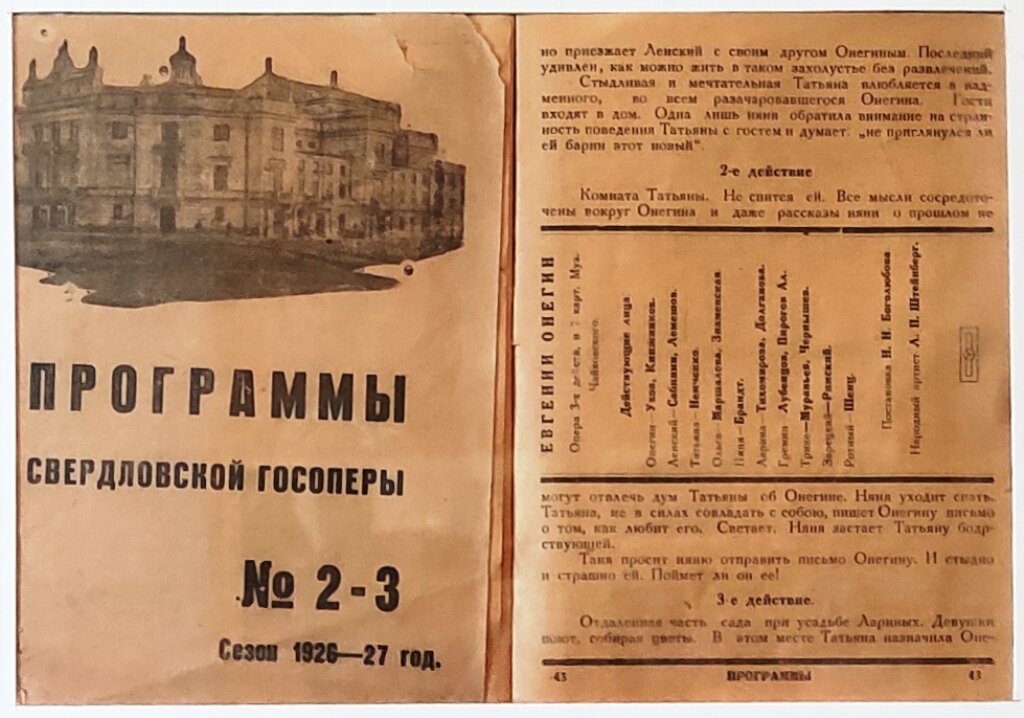 ПРОГРАММЫ
СВЕРДЛОВСКОЙ ГОСОПЕРЫ
№ 2-3
Сезон 1926—27 год.
но приезжает Ленский с своим другом Онегиным. Последний
удивлен, как можно жить в таком захолустье без развлечений.
Стыдливая и мечтательная Татьяна влюбляется в над-
менного, во всем разачаровавшегося Онегина. Гости
входят в дом. Одна лишь няня обратила внимание на стран-
ность поведения Татьяны с гостем и думает: „не приглянулся ли
ей барин этот новый“.
2-е действие
Комната Татьяны. Не спится ей. Все мысли сосредото-
чены вокруг Онегина и даже рассказы няни о прошлом не
ЕВГЕНИИ ОНЕГИН
Опера 3-х действ. и 7 карт. Муз.
Чайковского.
Действующие лица:
Онегин—Ухов, Княжников.
Ленский—Сабинин, Лемешов.
Татьяна—Немченко.
Ольга—Маршалова, Знаменская.
Няня—Брандт.
Ларина—Тихомирова, Долганова.
Гремин—Лубенцов, Пирогов Ал.
Трике—Муравьев, Чернышев.
Зарецкий—Римский.
Ротный—Шенц.
Постановка Н. Н. Боголюбова
Народный артист Л. П. Штейнберг.
могут отвлечь дум Татьяны об Онегине. Няня уходит спать.
Татьяна, не в силах совладать с собою, пишет Онегину письмо
о том, как любит его. Светает. Няня застает Татьяну бодр-
ствующей.
Таня просит няню отправить письмо Онегину. И стыдно
и страшно ей. Поймет ли он ее!
3-е действие.
Отдаленная часть сада при усадьбе Лариных. Девушки
поют, собирая цветы. В этом месте Татьяна назначила Оне-
43 ПРОГРАММЫ 43